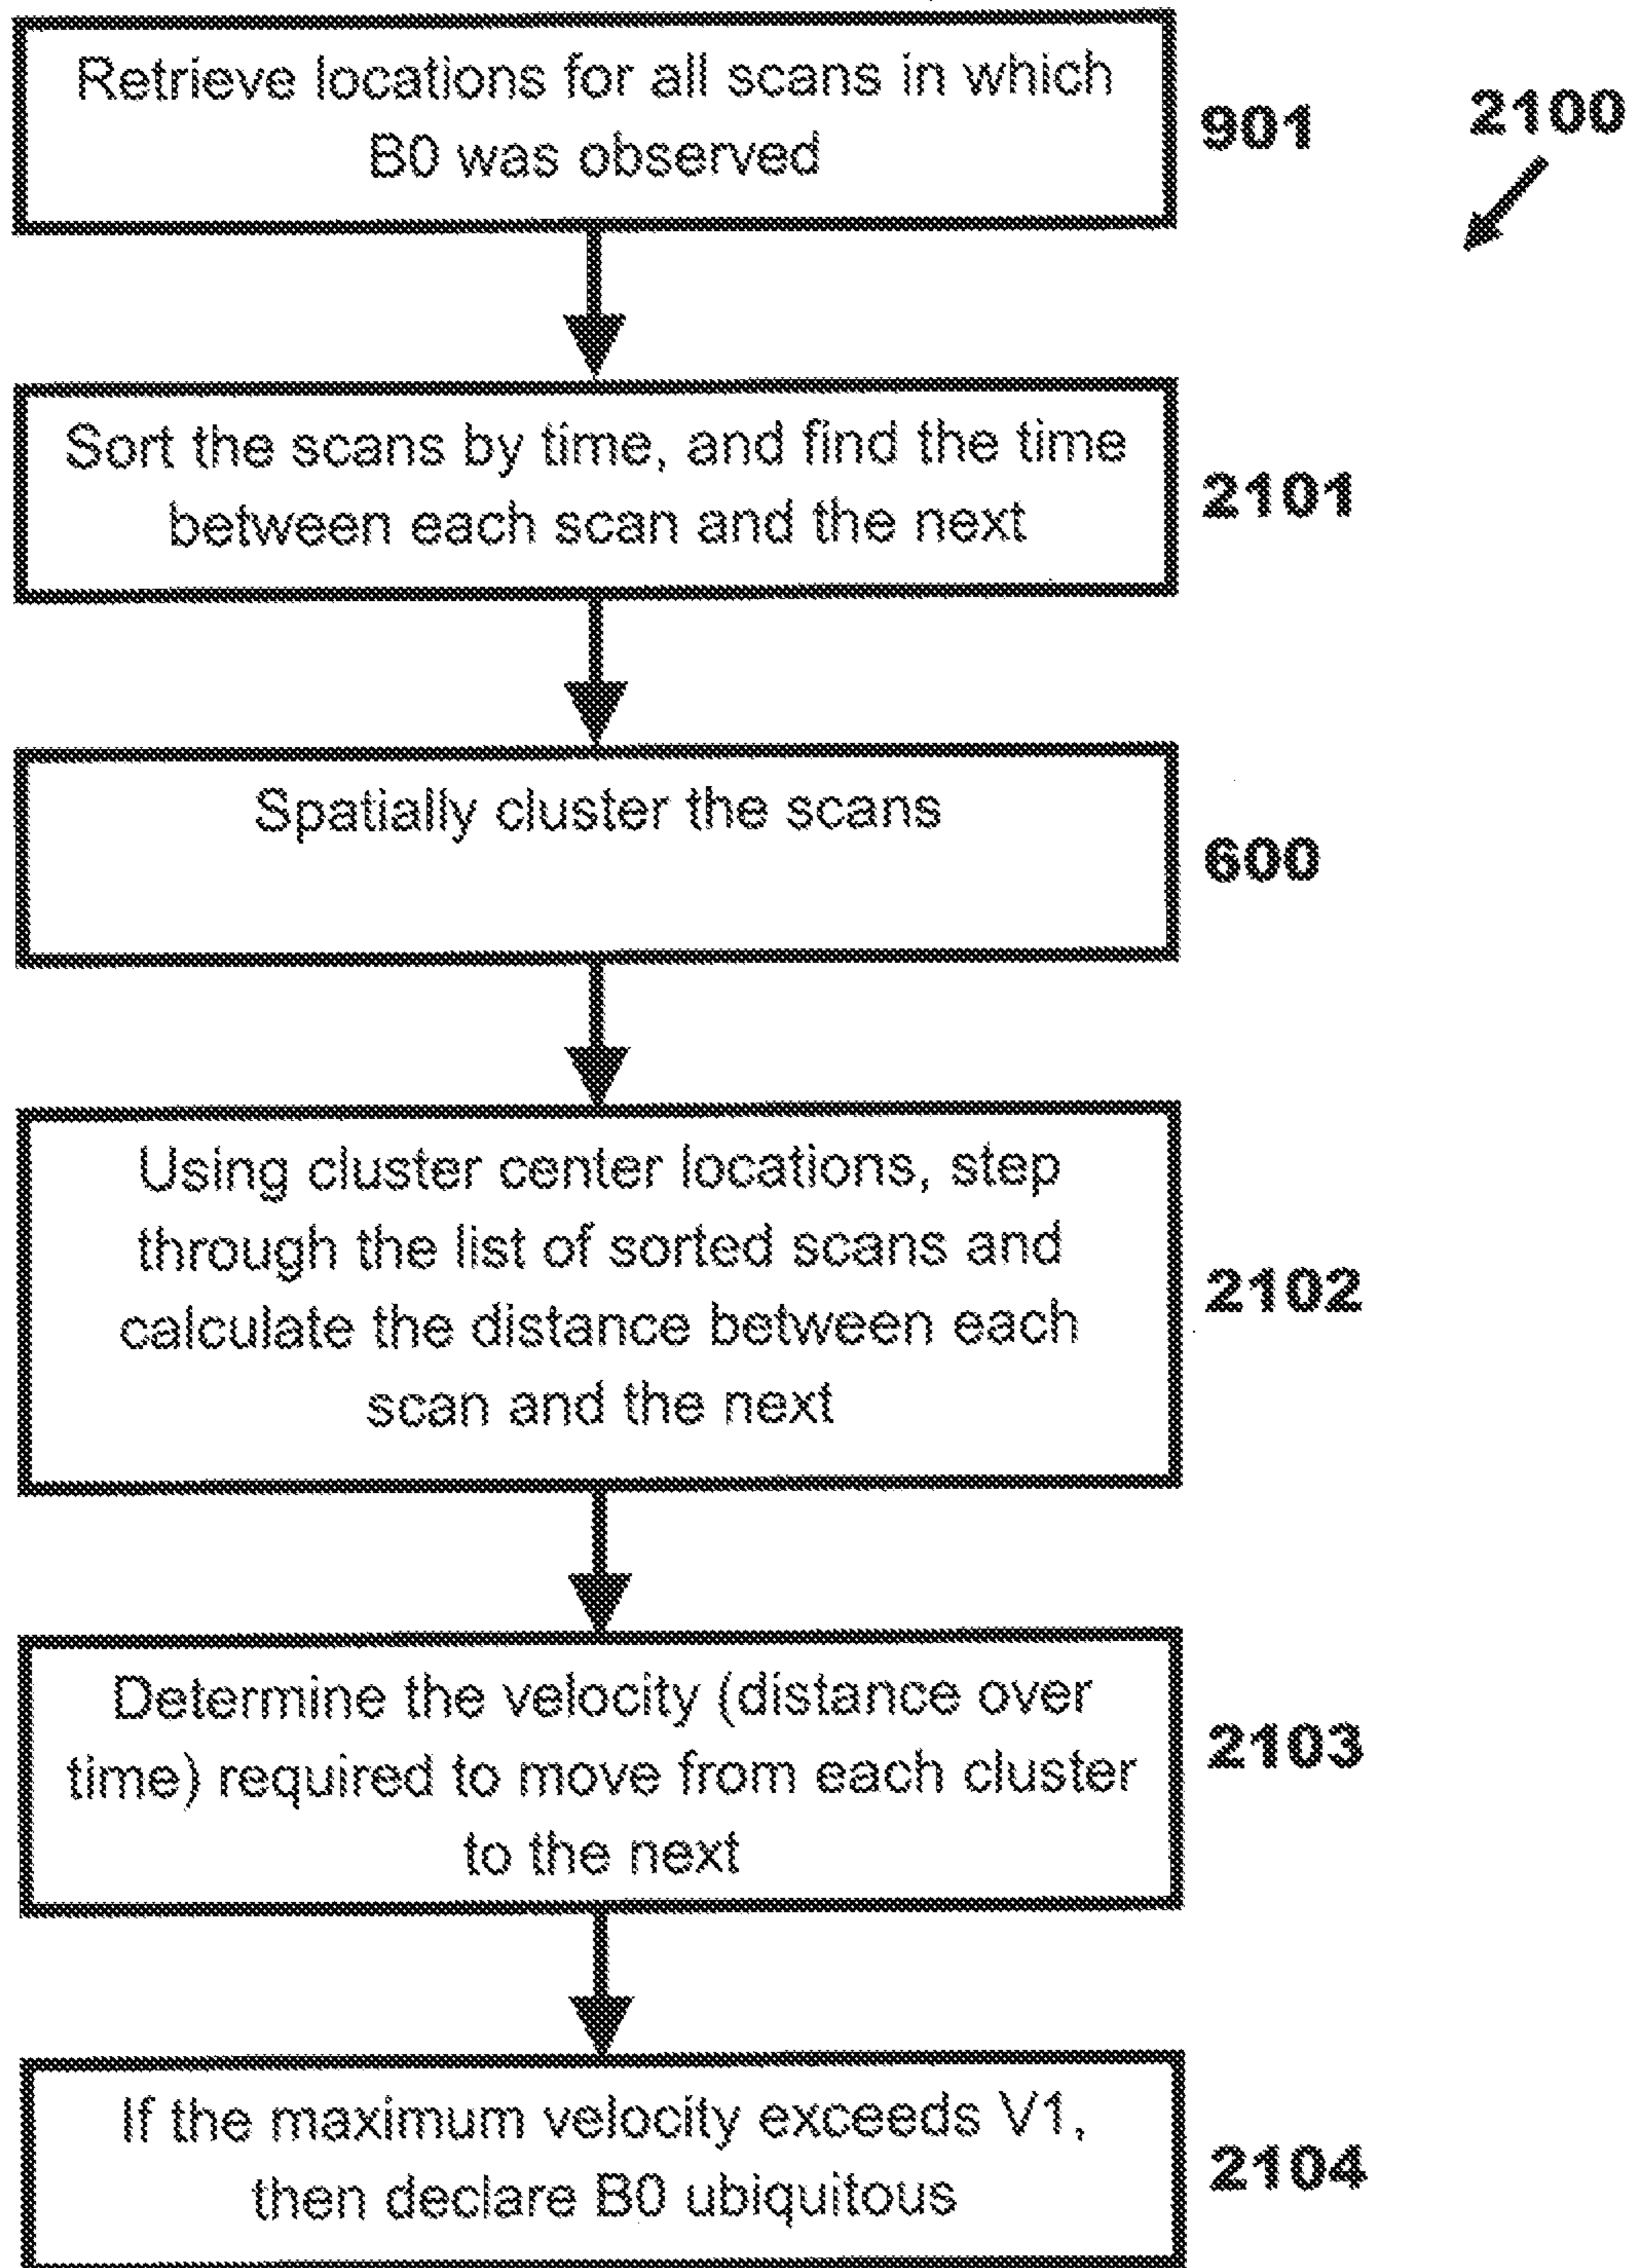 Retrieve locations for all scans in which
B0 was observed
901
2100
Sort the scans by time, and find the time
between each scan and the next
2101
Spatially cluster the scans
600
Using cluster center locations, step
through the list of sorted scans and
calculate the distance between each
scan and the next
2102
Determine the velocity (distance over
time) required to move from each cluster
to the next
2103
If the maximum velocity exceeds V1,
then declare B0 ubiquitous
2104